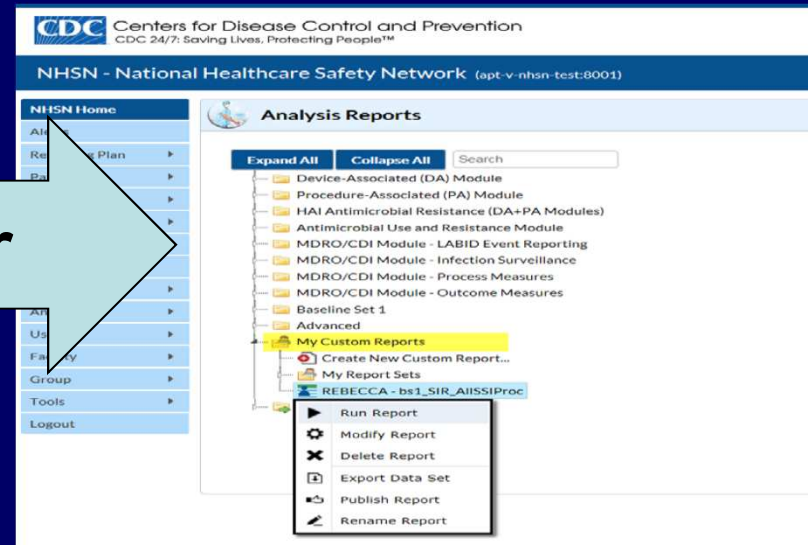 CDC Centers for Disease Control and Prevention
CDC 24/7: Saving Lives, Protecting People™
NHSN - National Healthcare Safety Network (apt-v-nhsn-test:8001)
NHSN Home
Analysis Reports
Plan
Expand All Collapse All Search
Device-Associated (DA) Module
Procedure-Associated (PA) Module
HAI Antimicrobial Resistance (DA+PA Modules)
Antimicrobial Use and Resistance Module
MDRO/CDI Module - LABID Event Reporting
MDRO/CDI Module - Infection Surveillance
MDRO/CDI Module - Process Measures
MDRO/CDI Module - Outcome Measures
Baseline Set 1
Advanced
My Custom Reports
Create New Custom Report...
My Report Sets
REBECCA - bs1_SIR_AllSSIProc
Group
Tools
Logout
Run Report
Modify Report
Delete Report
Export Data Set
Publish Report
Rename Report